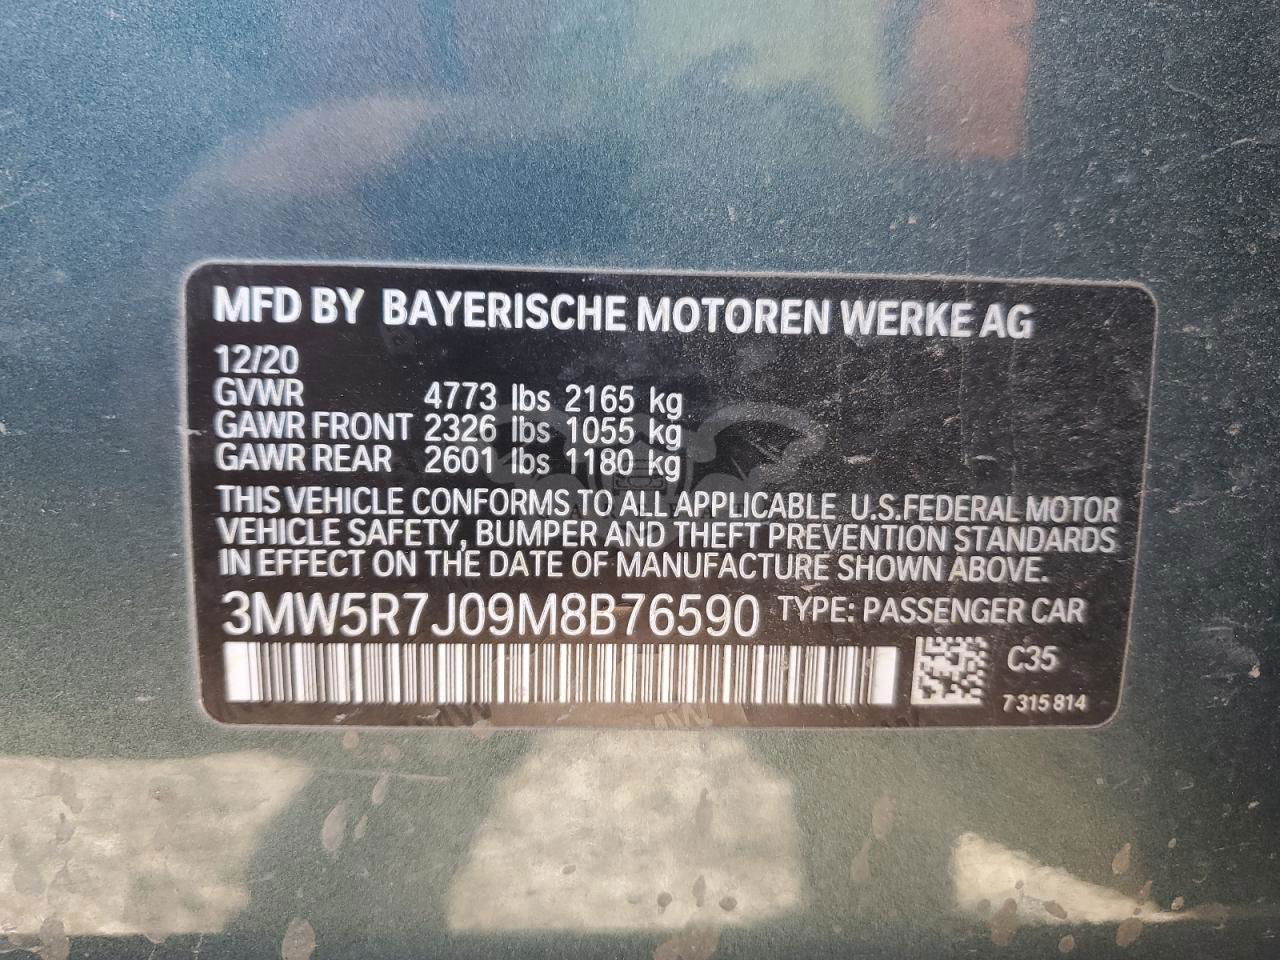 MFD BY BAYERISCHE MOTOREN WERKE AG
12/20
GVWR 4773 lbs 2165 kg
GAWR FRONT 2326 lbs 1055 kg
GAWR REAR 2601 lbs 1180 kg
THIS VEHICLE CONFORMS TO ALL APPLICABLE U.S.FEDERAL MOTOR
VEHICLE SAFETY, BUMPER AND THEFT PREVENTION STANDARDS
IN EFFECT ON THE DATE OF MANUFACTURE SHOWN ABOVE.
3MW5R7J09M8B76590 TYPE: PASSENGER CAR
C35
7 315 814